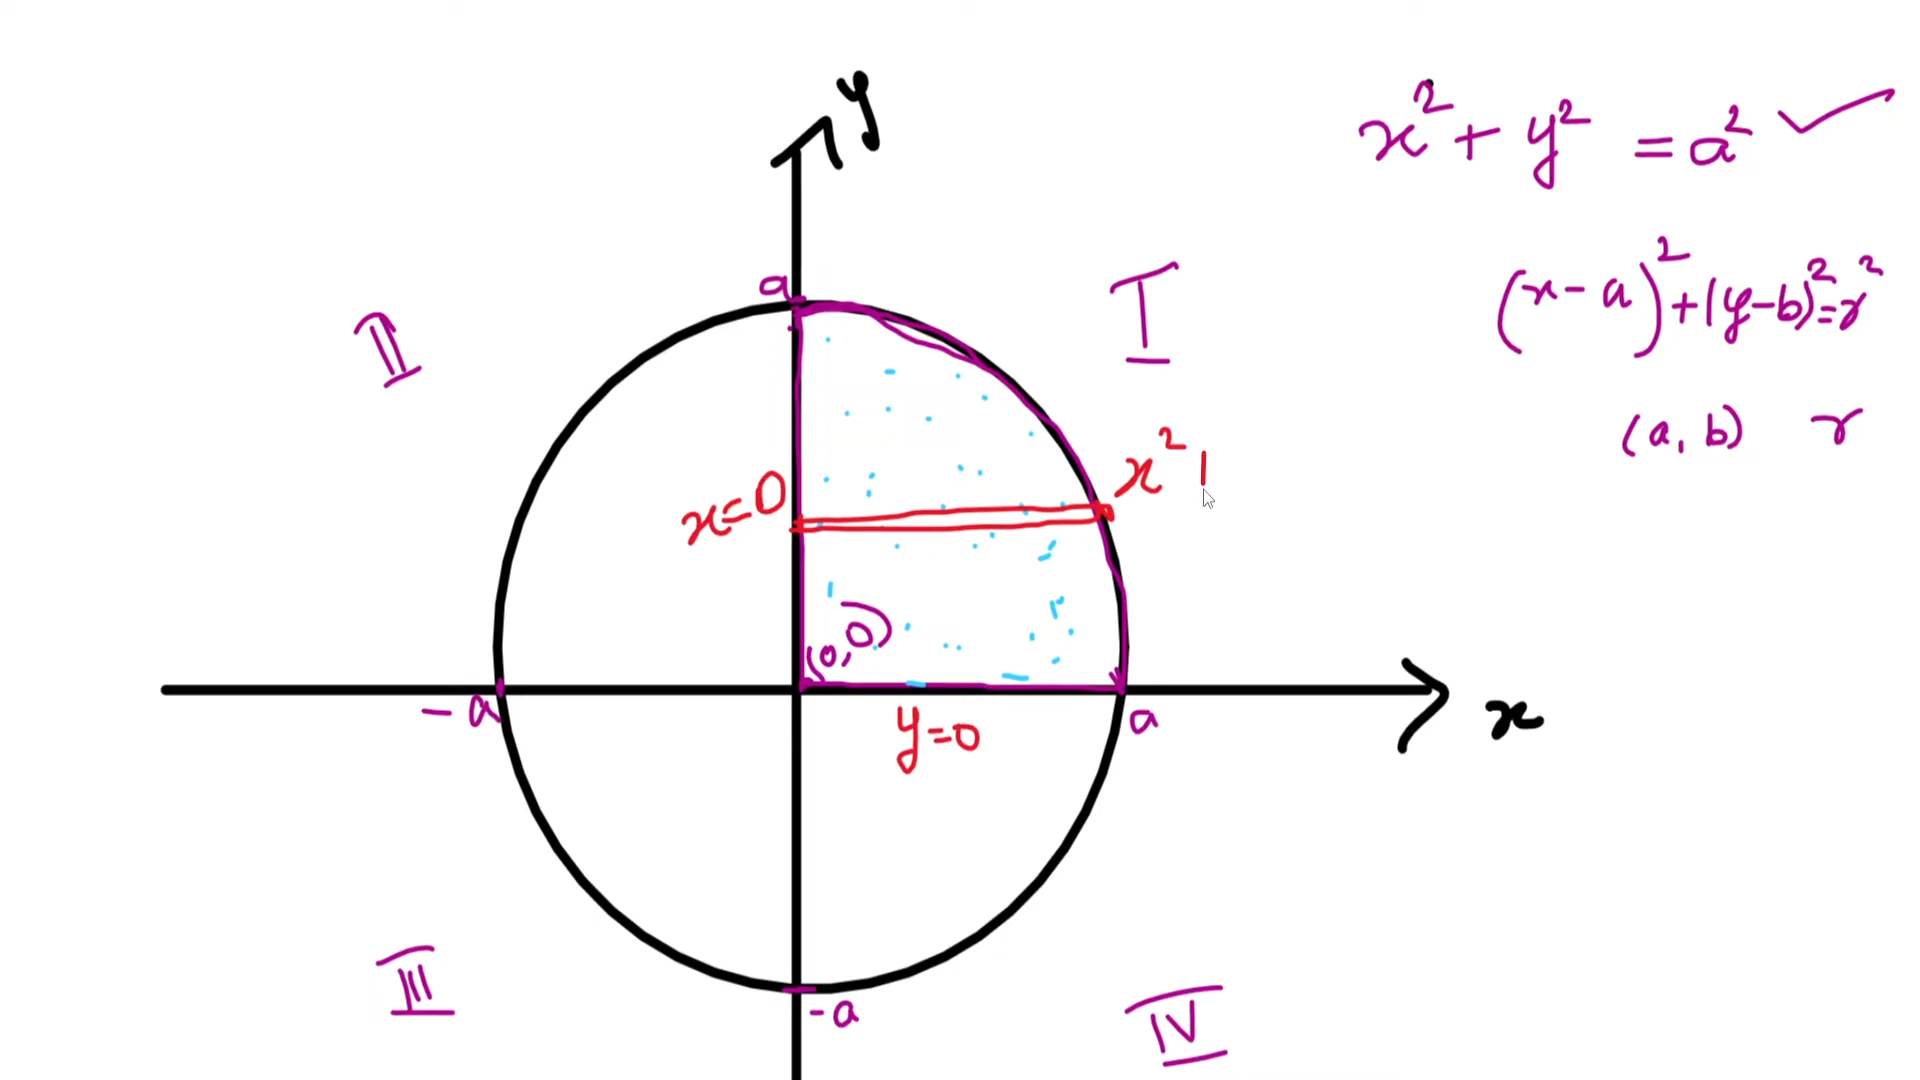 y
x² + y² = a² ✓
(x-a)² + (y-b)² = r²
(a, b) r
a
I
II
x²
x=0
(0,0)
-a
a
x
y=0
III
-a
IV